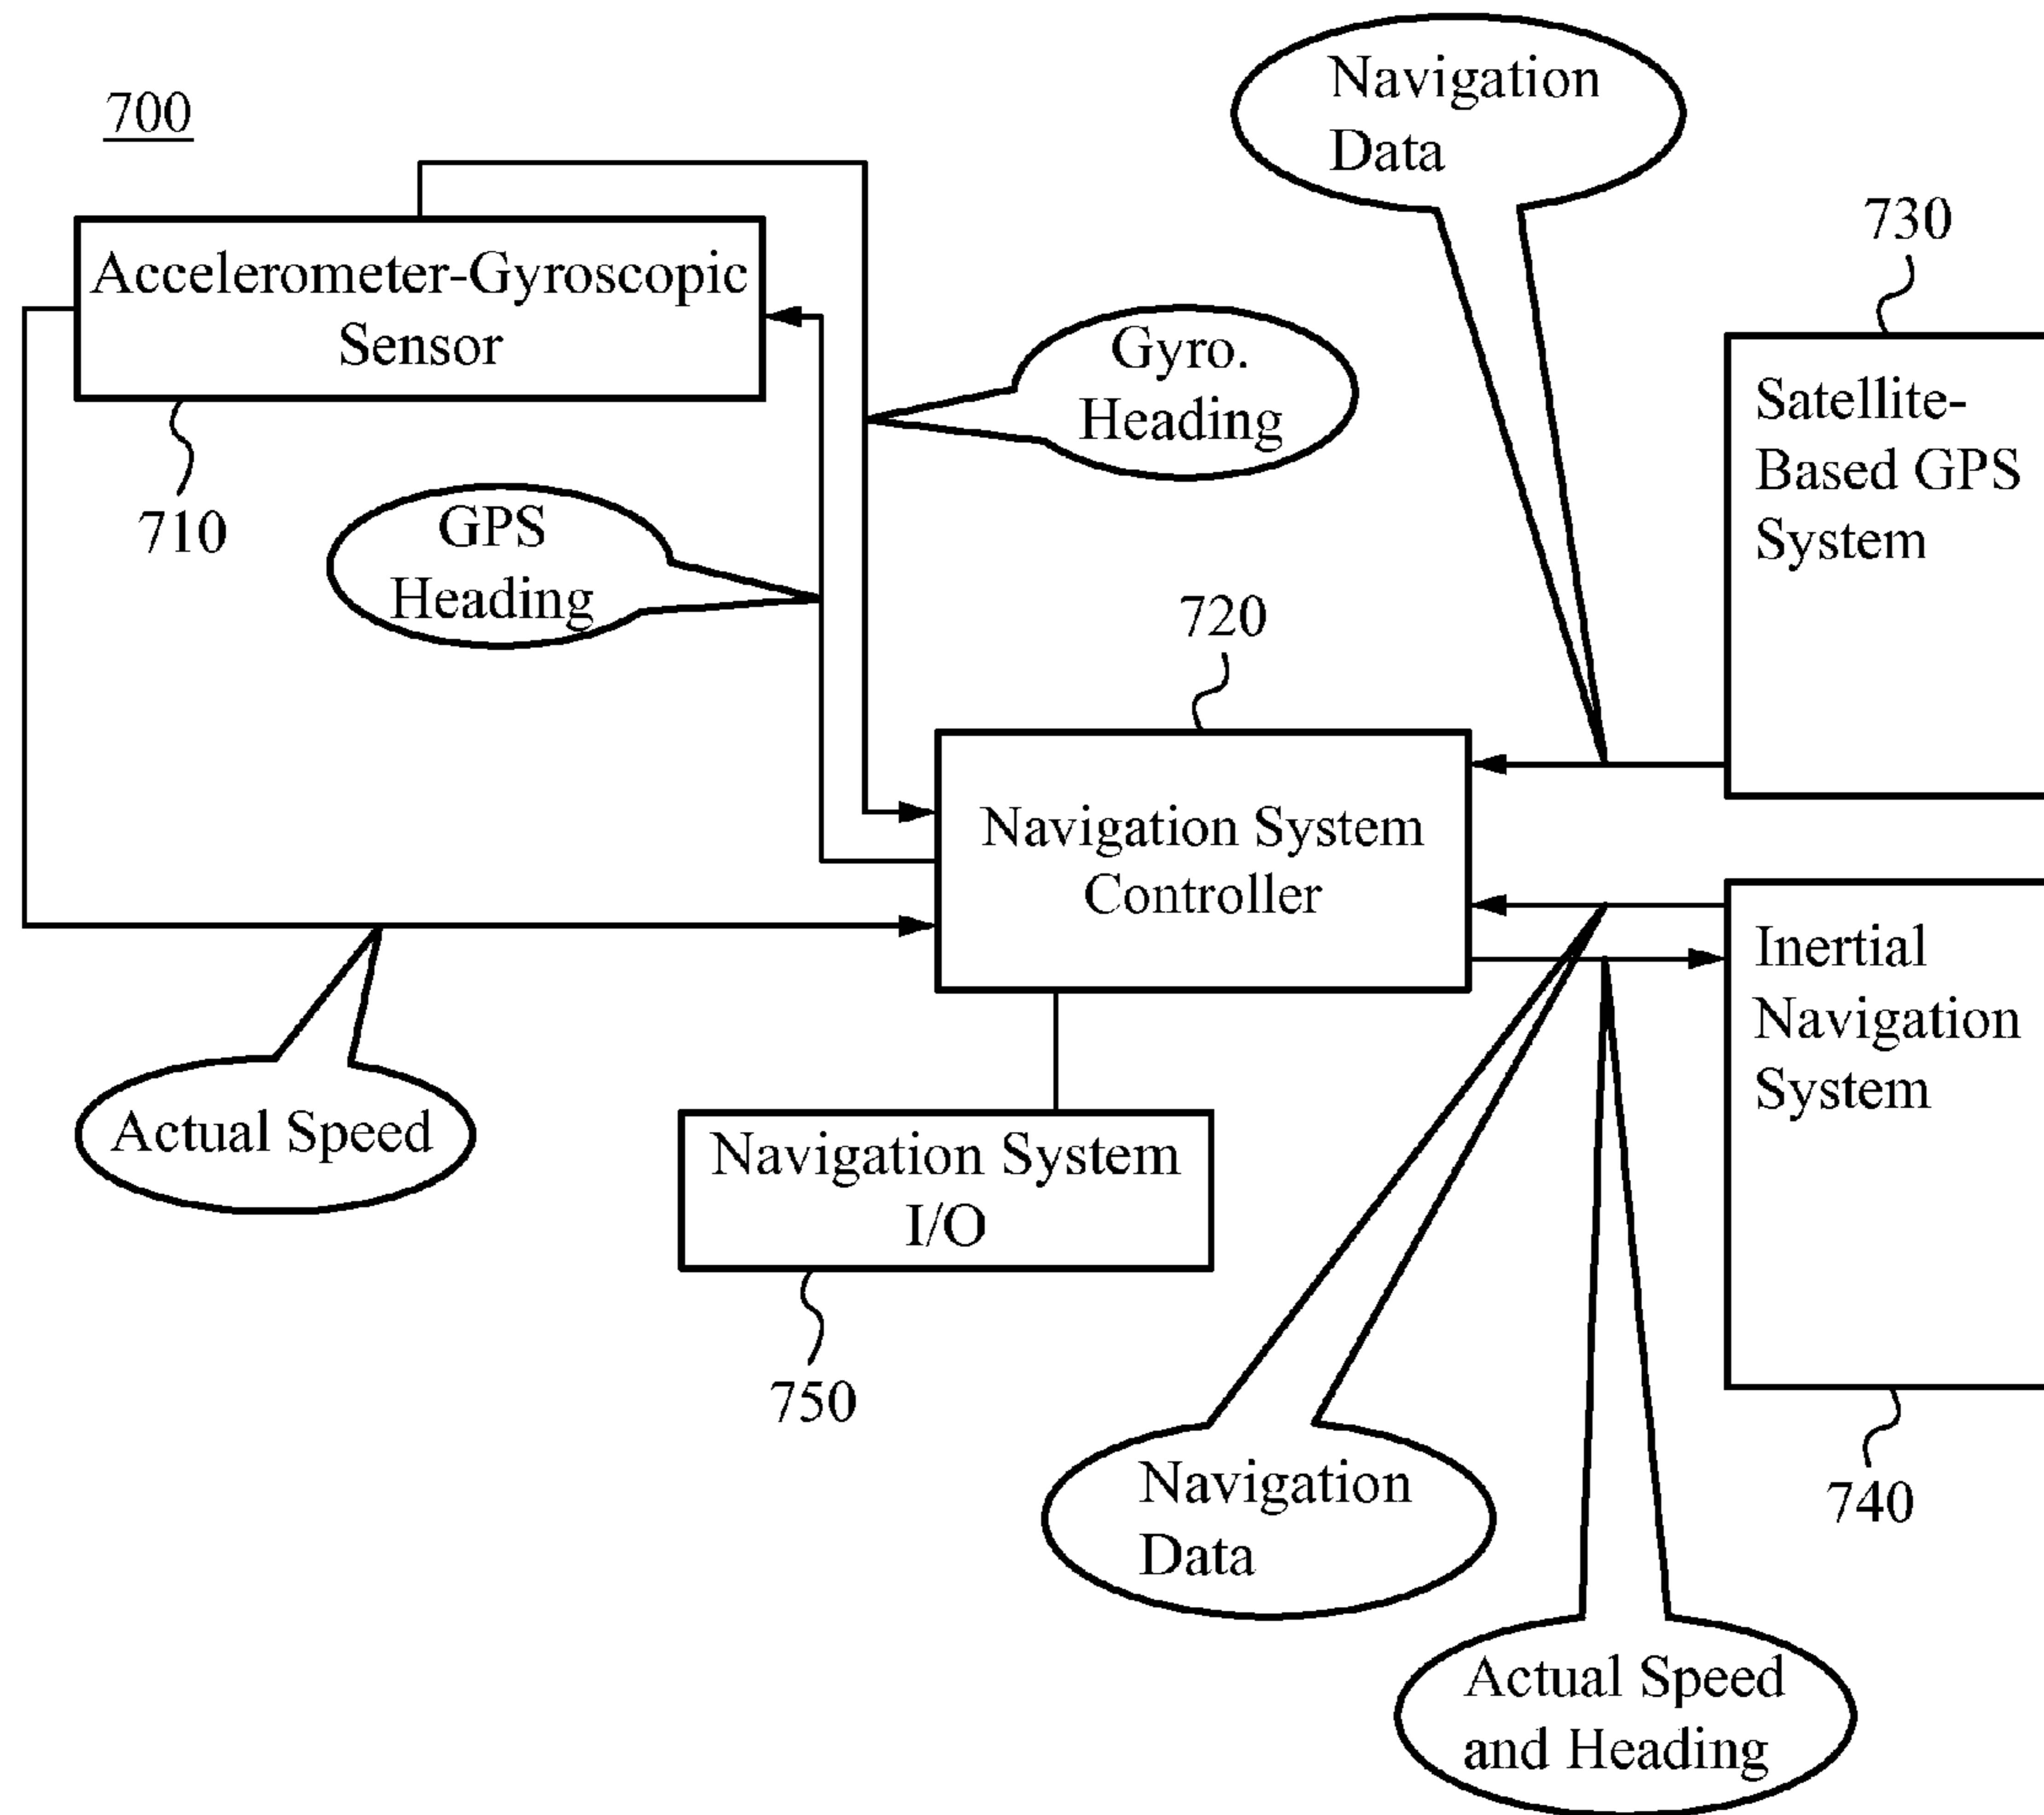 700
Navigation
Data
730
Accelerometer-Gyroscopic
Sensor
Gyro.
Heading
Satellite-
Based GPS
System
710
GPS
Heading
720
Navigation System
Controller
Inertial
Navigation
System
Actual Speed
Navigation System
I/O
750
Navigation
Data
740
Actual Speed
and Heading